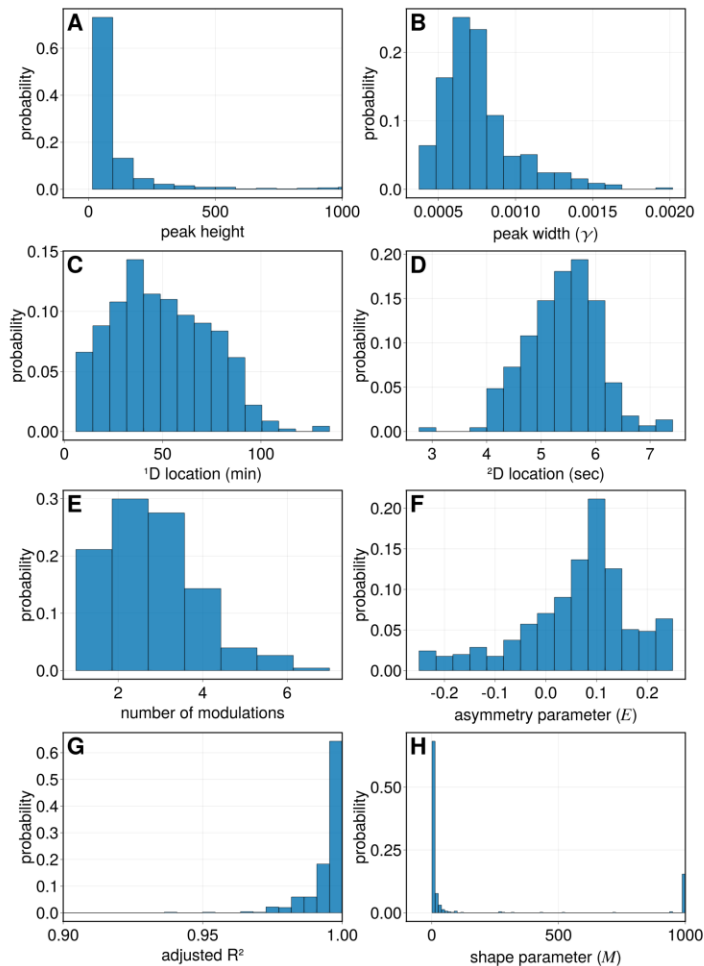 A
B
0.6
0.4
0.2
0.0
probability
0
500
1000
peak height
0.2
0.1
0.0
probability
0.0005
0.0010
0.0015
0.0020
peak width (γ)
C
D
0.15
0.10
0.05
0.00
probability
0
50
100
¹D location (min)
0.20
0.15
0.10
0.05
0.00
probability
3
4
5
6
7
²D location (sec)
E
F
0.3
0.2
0.1
0.0
probability
2
4
6
number of modulations
0.20
0.15
0.10
0.05
0.00
probability
-0.2
-0.1
0.0
0.1
0.2
asymmetry parameter (E)
G
H
0.6
0.5
0.4
0.3
0.2
0.1
0.0
probability
0.90
0.95
1.00
adjusted R²
0.50
0.25
0.00
probability
0
500
1000
shape parameter (M)